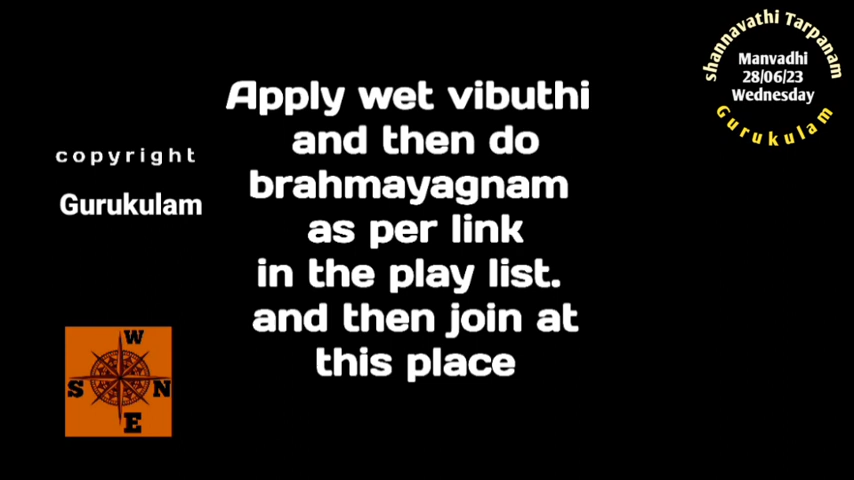 shannavathi Tarpanam
Manvadhi
28/06/23
Wednesday
Gurukulam
Apply wet vibuthi
and then do
brahmayagnam
as per link
in the play list.
and then join at
this place
copyright
Gurukulam
W
S N
E